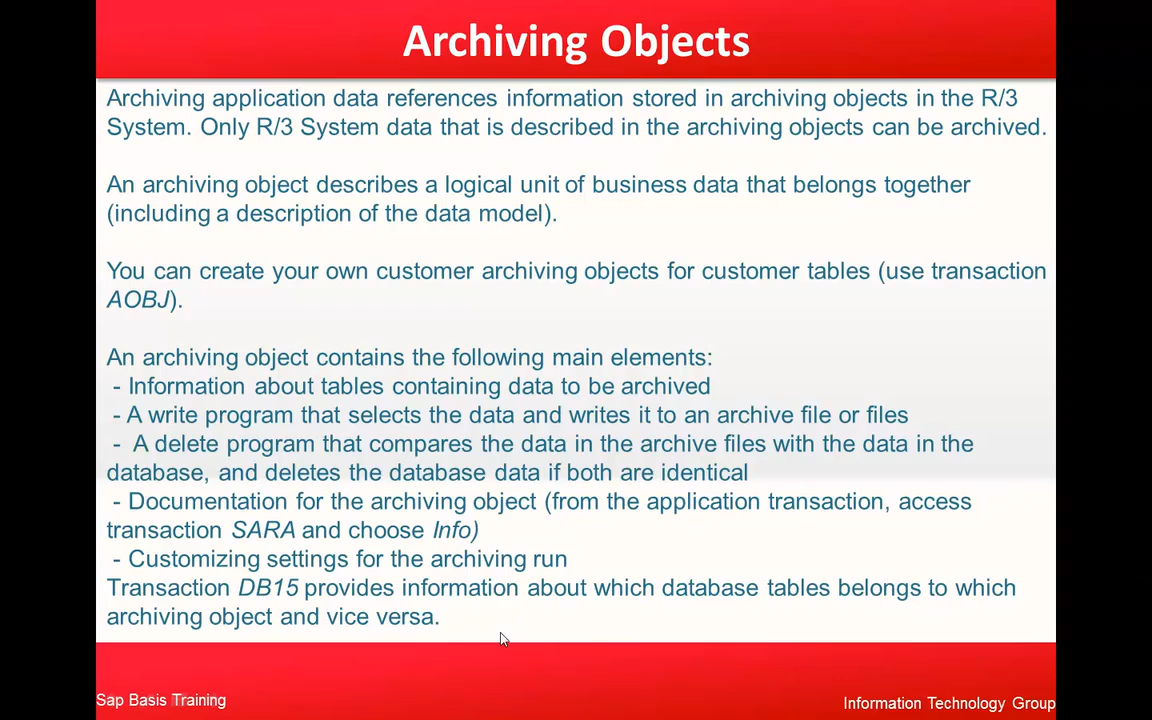 Archiving Objects
Archiving application data references information stored in archiving objects in the R/3
System. Only R/3 System data that is described in the archiving objects can be archived.
An archiving object describes a logical unit of business data that belongs together
(including a description of the data model).
You can create your own customer archiving objects for customer tables (use transaction
AOBJ).
An archiving object contains the following main elements:
- Information about tables containing data to be archived
- A write program that selects the data and writes it to an archive file or files
- A delete program that compares the data in the archive files with the data in the
database, and deletes the database data if both are identical
- Documentation for the archiving object (from the application transaction, access
transaction SARA and choose Info)
- Customizing settings for the archiving run
Transaction DB15 provides information about which database tables belongs to which
archiving object and vice versa.
Sap Basis Training
Information Technology Group